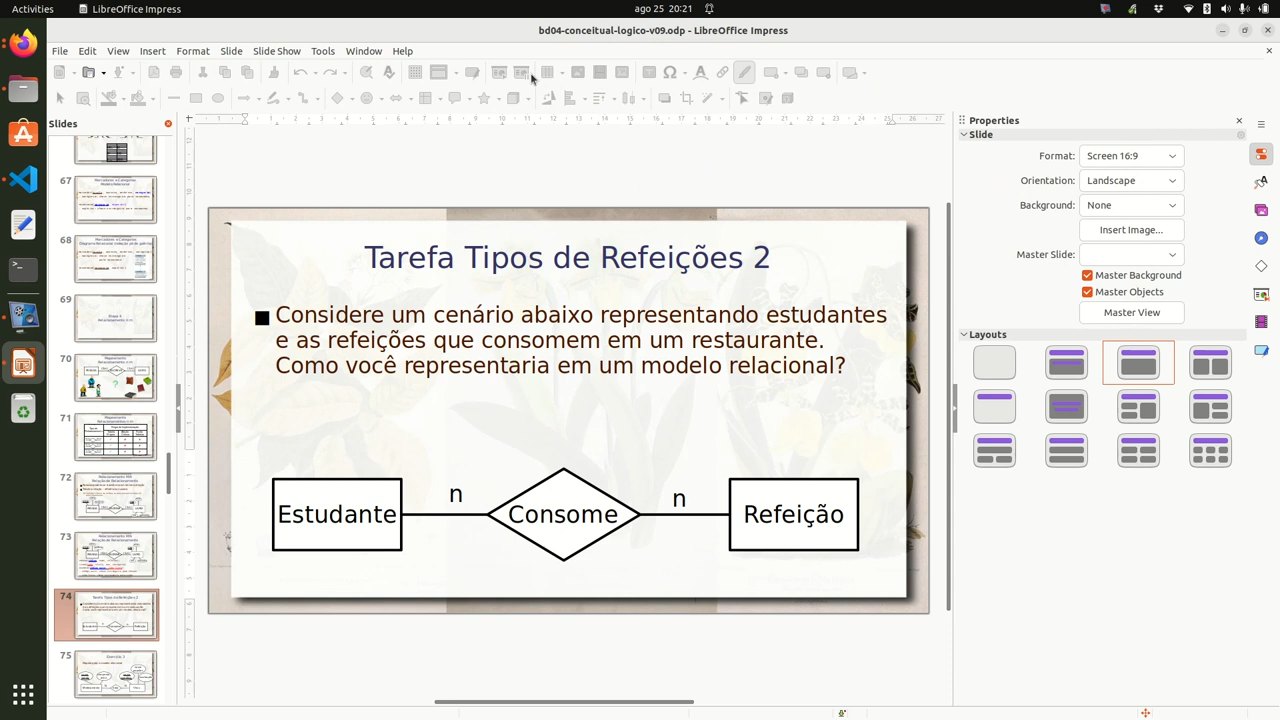 Activities
LibreOffice Impress
ago 25 20:21
bd04-conceitual-logico-v09.odp - LibreOffice Impress
File Edit View Insert Format Slide Slide Show Tools Window Help
Slides
67
68
69
70
71
72
73
74
75
Tarefa Tipos de Refeições 2
Considere um cenário abaixo representando estudantes
e as refeições que consomem em um restaurante.
Como você representaria em um modelo relacional?
Estudante
n
Consome
n
Refeição
Properties
Slide
Format: Screen 16:9
Orientation: Landscape
Background: None
Insert Image...
Master Slide:
Master Background
Master Objects
Master View
Layouts